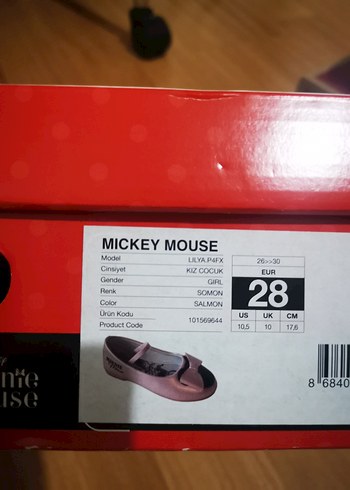 MICKEY MOUSE
Model LILYA.P4FX
Cinsiyet KIZ COCUK
Gender GIRL
Renk SOMON
Color SALMON
Ürün Kodu
Product Code 101569644
26>>30
EUR
28
US UK CM
10,5 10 17,6
8 6840
nie
use